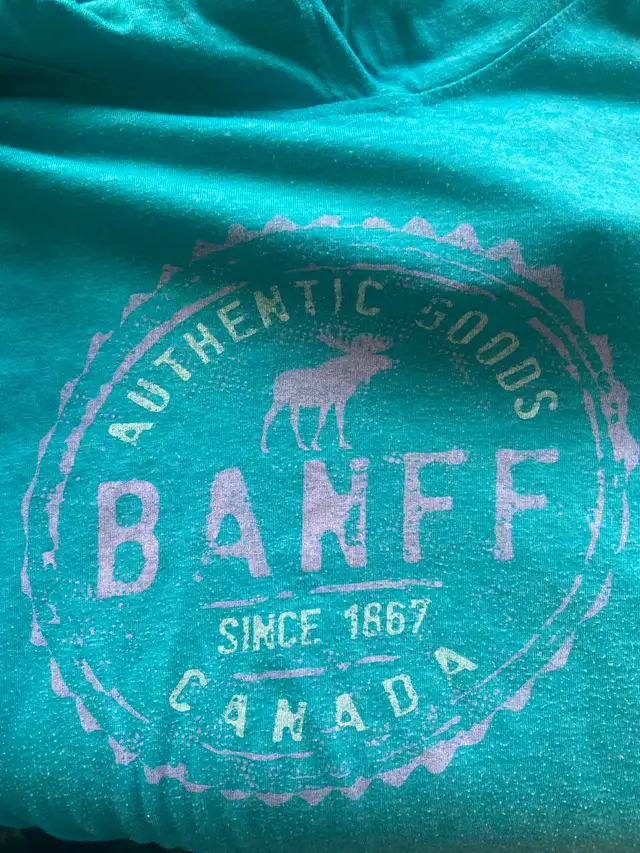 AUTHENTIC GOODS
BANFF
SINCE 1867
CANADA